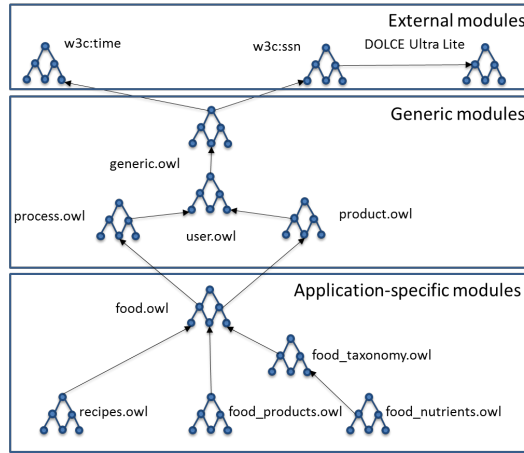 External modules
w3c:time
w3c:ssn
DOLCE Ultra Lite
Generic modules
generic.owl
process.owl
user.owl
product.owl
Application-specific modules
food.owl
food_taxonomy.owl
recipes.owl
food_products.owl
food_nutrients.owl